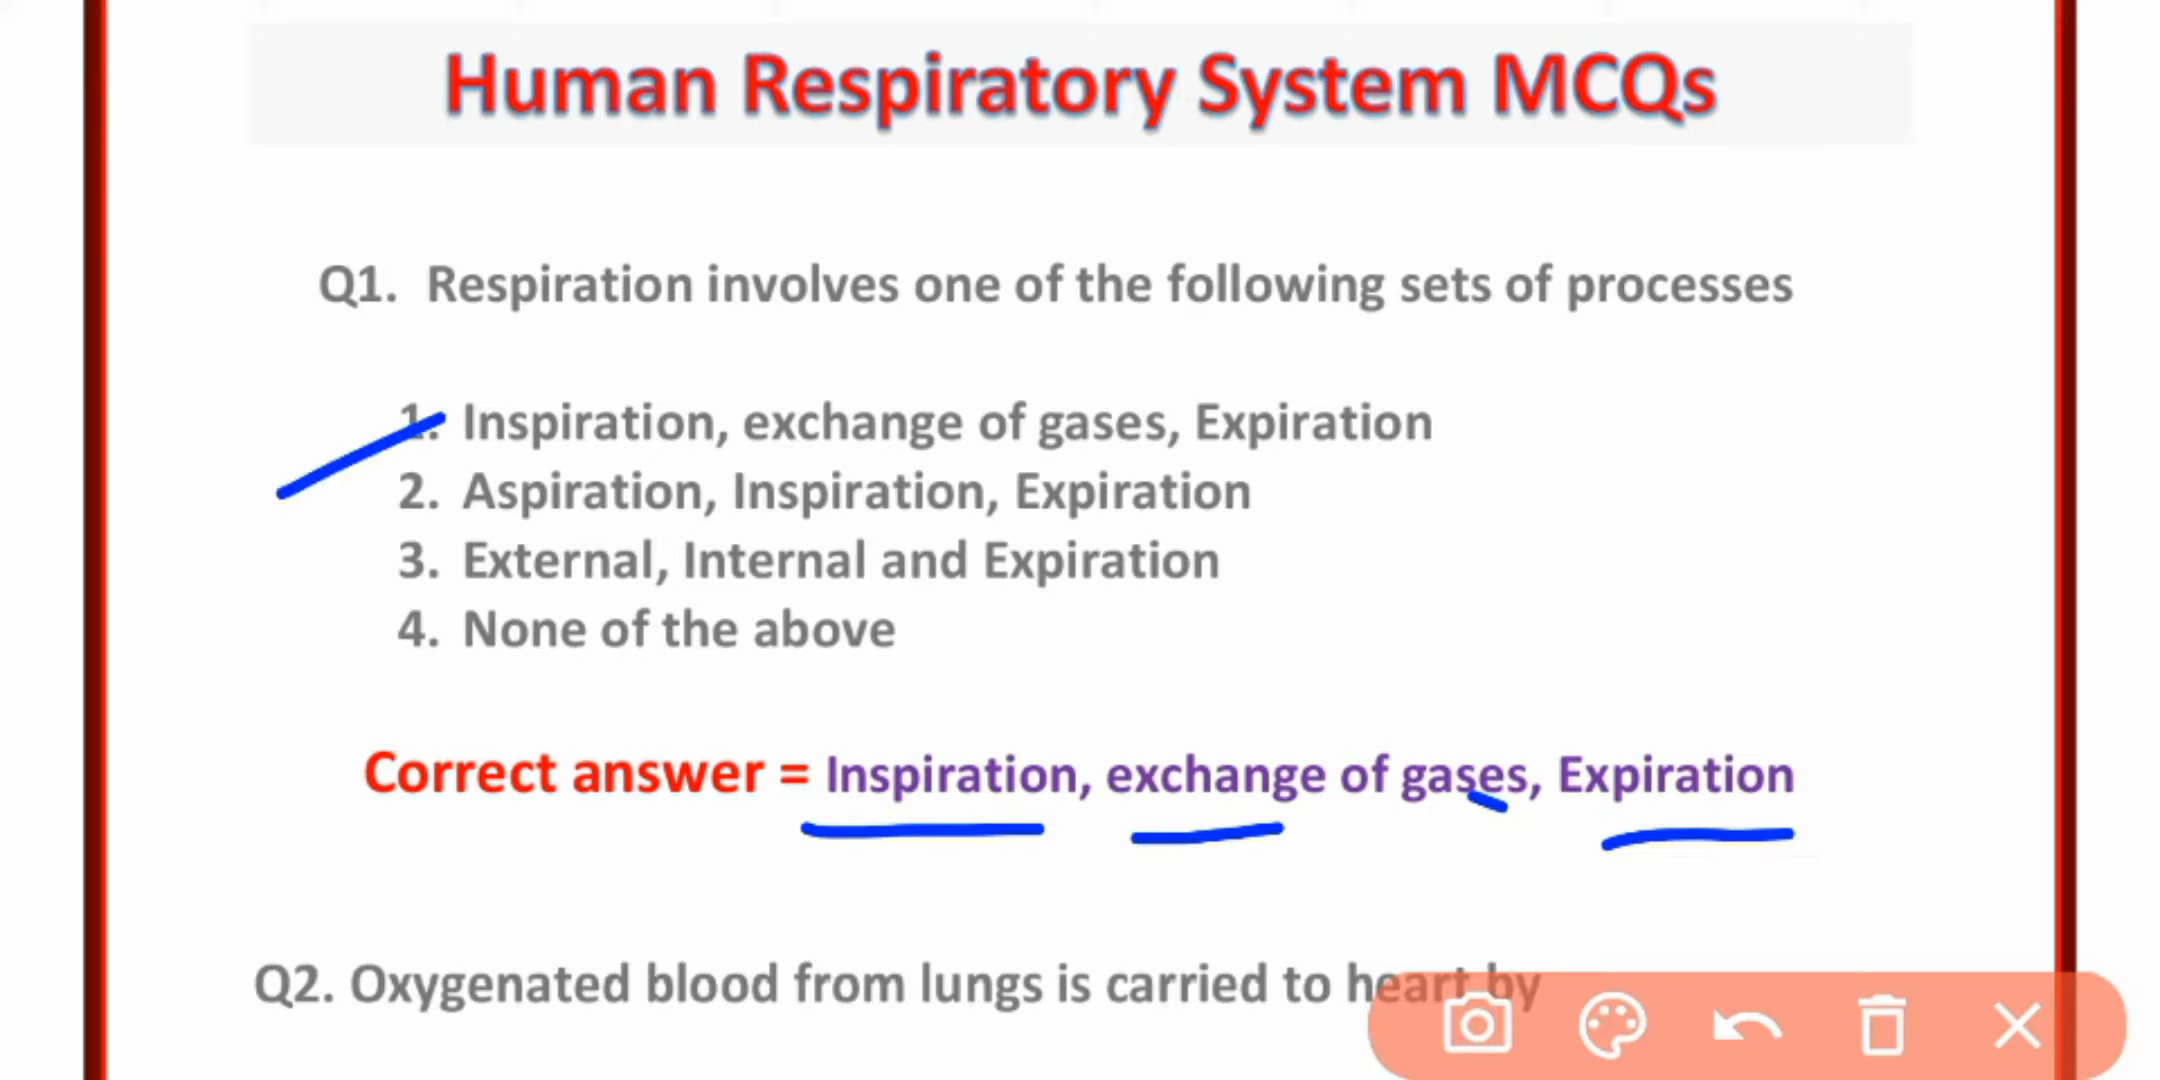 Human Respiratory System MCQs
Q1. Respiration involves one of the following sets of processes
1. Inspiration, exchange of gases, Expiration
2. Aspiration, Inspiration, Expiration
3. External, Internal and Expiration
4. None of the above
Correct answer = Inspiration, exchange of gases, Expiration
Q2. Oxygenated blood from lungs is carried to heart by